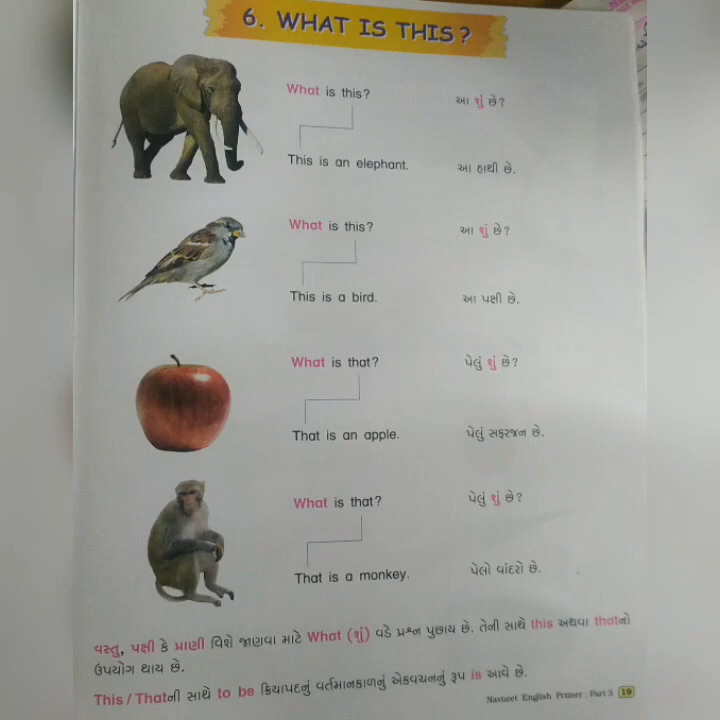 6. WHAT IS THIS?
What is this? આ શું છે?
This is an elephant. આ હાથી છે.
What is this? આ શું છે?
This is a bird. આ પક્ષી છે.
What is that? પેલું શું છે?
That is an apple. પેલું સફરજન છે.
What is that? પેલું શું છે?
That is a monkey. પેલો વાંદરો છે.
વસ્તુ, પક્ષી કે પ્રાણી વિશે જાણવા માટે What (શું) વડે પ્રશ્ન પુછાય છે. તેની સાથે this અથવા thatનો
ઉપયોગ થાય છે.
This / Thatની સાથે to be ક્રિયાપદનું વર્તમાનકાળનું એકવચનનું રૂપ is આવે છે.
Navneet English Primer : Part 3 19